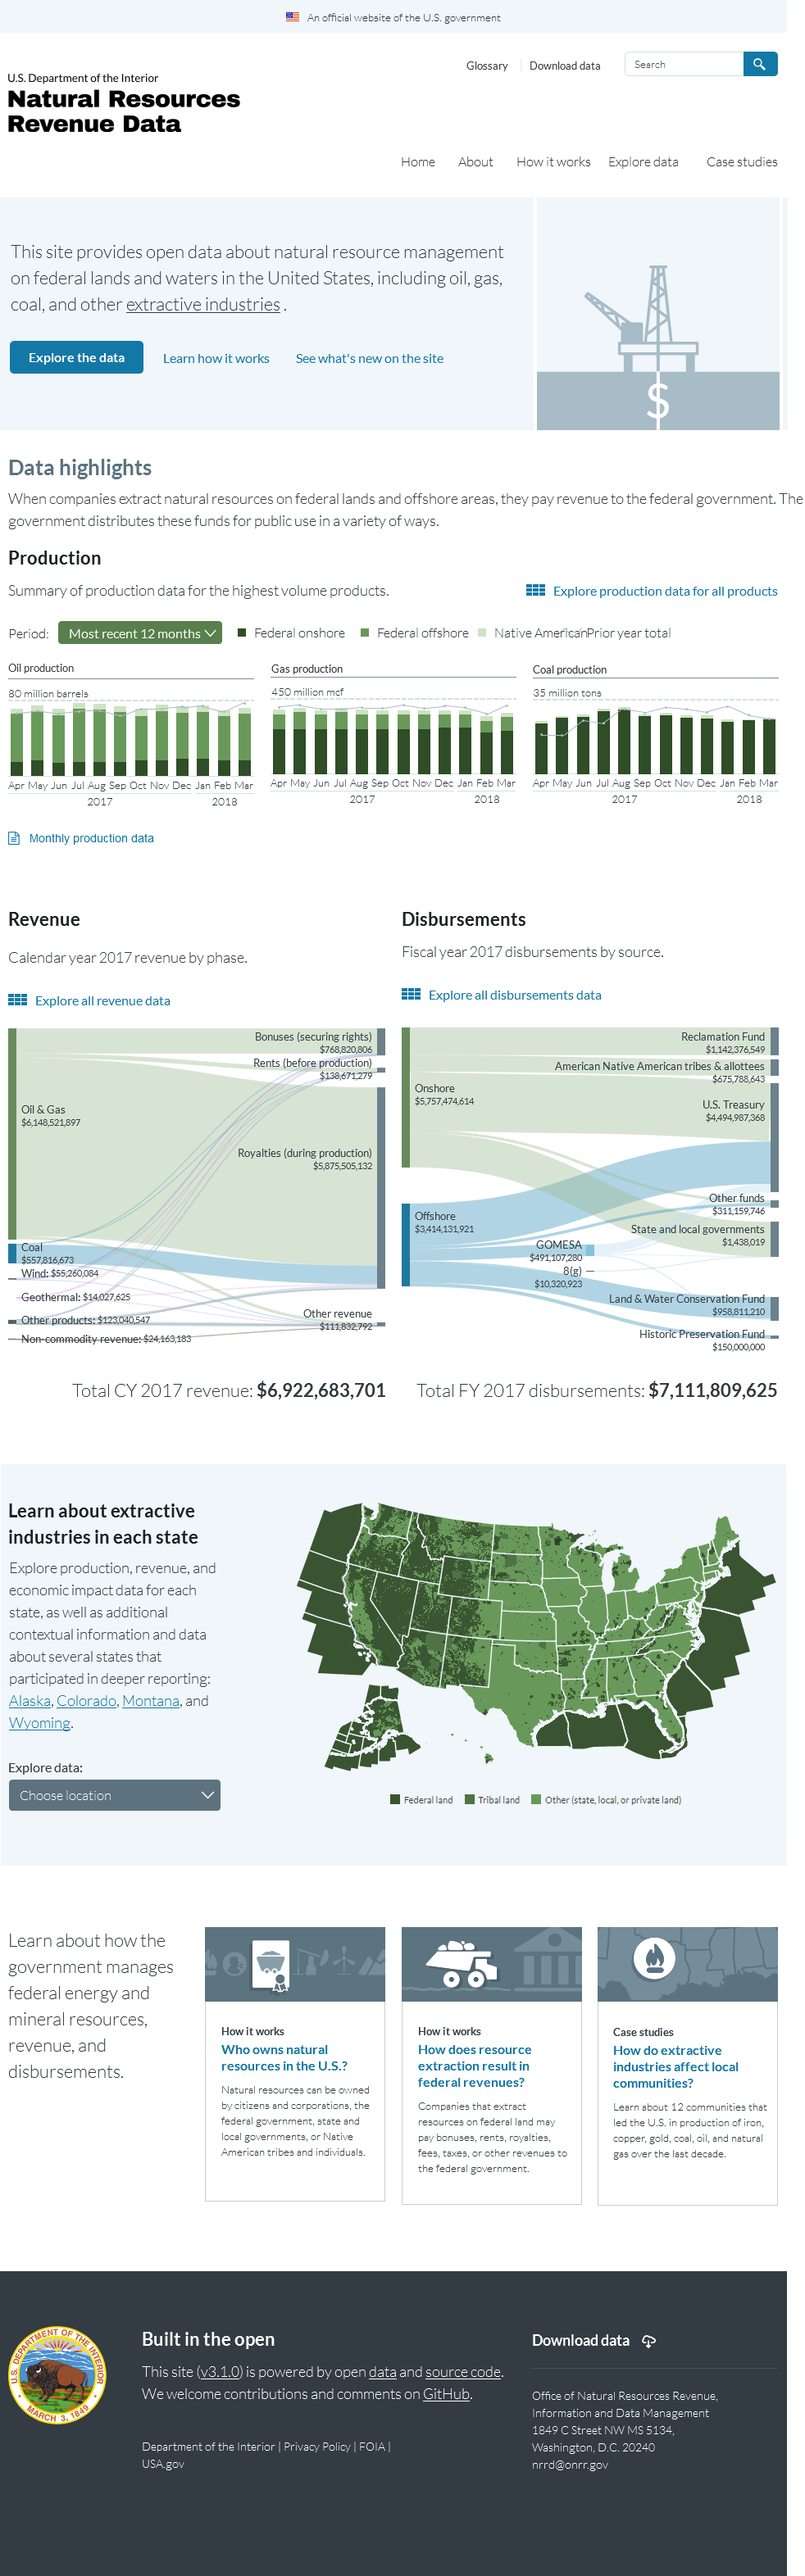 An official website of the U.S. government
Glossary
Download data
Search
U.S. Department of the Interior
Natural Resources
Revenue Data
Home
About
How it works
Explore data
Case studies
This site provides open data about natural resource management
on federal lands and waters in the United States, including oil, gas,
coal, and other extractive industries .
Explore the data
Learn how it works
See what's new on the site
$
Data highlights
When companies extract natural resources on federal lands and offshore areas, they pay revenue to the federal government. The
government distributes these funds for public use in a variety of ways.
Production
Summary of production data for the highest volume products.
Explore production data for all products
Period:
Most recent 12 months
Federal onshore
Federal offshore
Native American
Prior year total
Oil production
80 million barrels
Apr May Jun Jul Aug Sep Oct Nov Dec Jan Feb Mar
2017
2018
Gas production
450 million mcf
Apr May Jun Jul Aug Sep Oct Nov Dec Jan Feb Mar
2017
2018
Coal production
35 million tons
Apr May Jun Jul Aug Sep Oct Nov Dec Jan Feb Mar
2017
2018
Monthly production data
Revenue
Calendar year 2017 revenue by phase.
Explore all revenue data
Oil & Gas
$6,148,521,897
Coal
$557,816,673
Wind: $55,260,084
Geothermal: $14,027,625
Other products: $123,040,547
Non-commodity revenue: $24,163,183
Bonuses (securing rights)
$768,820,806
Rents (before production)
$138,671,279
Royalties (during production)
$5,875,505,132
Other revenue
$111,832,792
Total CY 2017 revenue: $6,922,683,701
Disbursements
Fiscal year 2017 disbursements by source.
Explore all disbursements data
Onshore
$5,757,474,614
Offshore
$3,414,131,921
GOMESA
$491,107,280
8(g)
$10,320,923
Reclamation Fund
$1,142,376,549
American Native American tribes & allottees
$675,788,643
U.S. Treasury
$4,494,987,368
Other funds
$311,159,746
State and local governments
$1,438,019
Land & Water Conservation Fund
$958,811,210
Historic Preservation Fund
$150,000,000
Total FY 2017 disbursements: $7,111,809,625
Learn about extractive
industries in each state
Explore production, revenue, and
economic impact data for each
state, as well as additional
contextual information and data
about several states that
participated in deeper reporting:
Alaska, Colorado, Montana, and
Wyoming.
Explore data:
Choose location
Federal land
Tribal land
Other (state, local, or private land)
Learn about how the
government manages
federal energy and
mineral resources,
revenue, and
disbursements.
How it works
Who owns natural
resources in the U.S.?
Natural resources can be owned
by citizens and corporations, the
federal government, state and
local governments, or Native
American tribes and individuals.
How it works
How does resource
extraction result in
federal revenues?
Companies that extract
resources on federal land may
pay bonuses, rents, royalties,
fees, taxes, or other revenues to
the federal government.
Case studies
How do extractive
industries affect local
communities?
Learn about 12 communities that
led the U.S. in production of iron,
copper, gold, coal, oil, and natural
gas over the last decade.
U.S. DEPARTMENT OF THE INTERIOR
MARCH 3, 1849
Built in the open
This site (v3.1.0) is powered by open data and source code.
We welcome contributions and comments on GitHub.
Department of the Interior | Privacy Policy | FOIA |
USA.gov
Download data
Office of Natural Resources Revenue,
Information and Data Management
1849 C Street NW MS 5134,
Washington, D.C. 20240
nrrd@onrr.gov